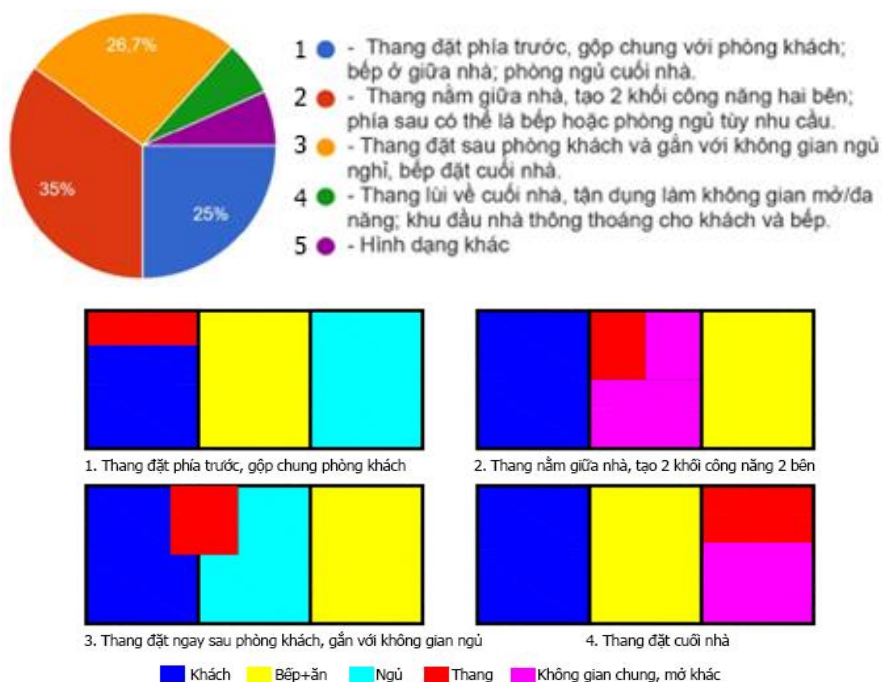 26,7%
35%
25%
1 - Thang đặt phía trước, gộp chung với phòng khách;
bếp ở giữa nhà; phòng ngủ cuối nhà.
2 - Thang nằm giữa nhà, tạo 2 khối công năng hai bên;
phía sau có thể là bếp hoặc phòng ngủ tùy nhu cầu.
3 - Thang đặt sau phòng khách và gắn với không gian ngủ
nghỉ, bếp đặt cuối nhà.
4 - Thang lùi về cuối nhà, tận dụng làm không gian mở/đa
năng; khu đầu nhà thông thoáng cho khách và bếp.
5 - Hình dạng khác
1. Thang đặt phía trước, gộp chung phòng khách
2. Thang nằm giữa nhà, tạo 2 khối công năng 2 bên
3. Thang đặt ngay sau phòng khách, gắn với không gian ngủ
4. Thang đặt cuối nhà
Khách Bếp+ăn Ngủ Thang Không gian chung, mở khác